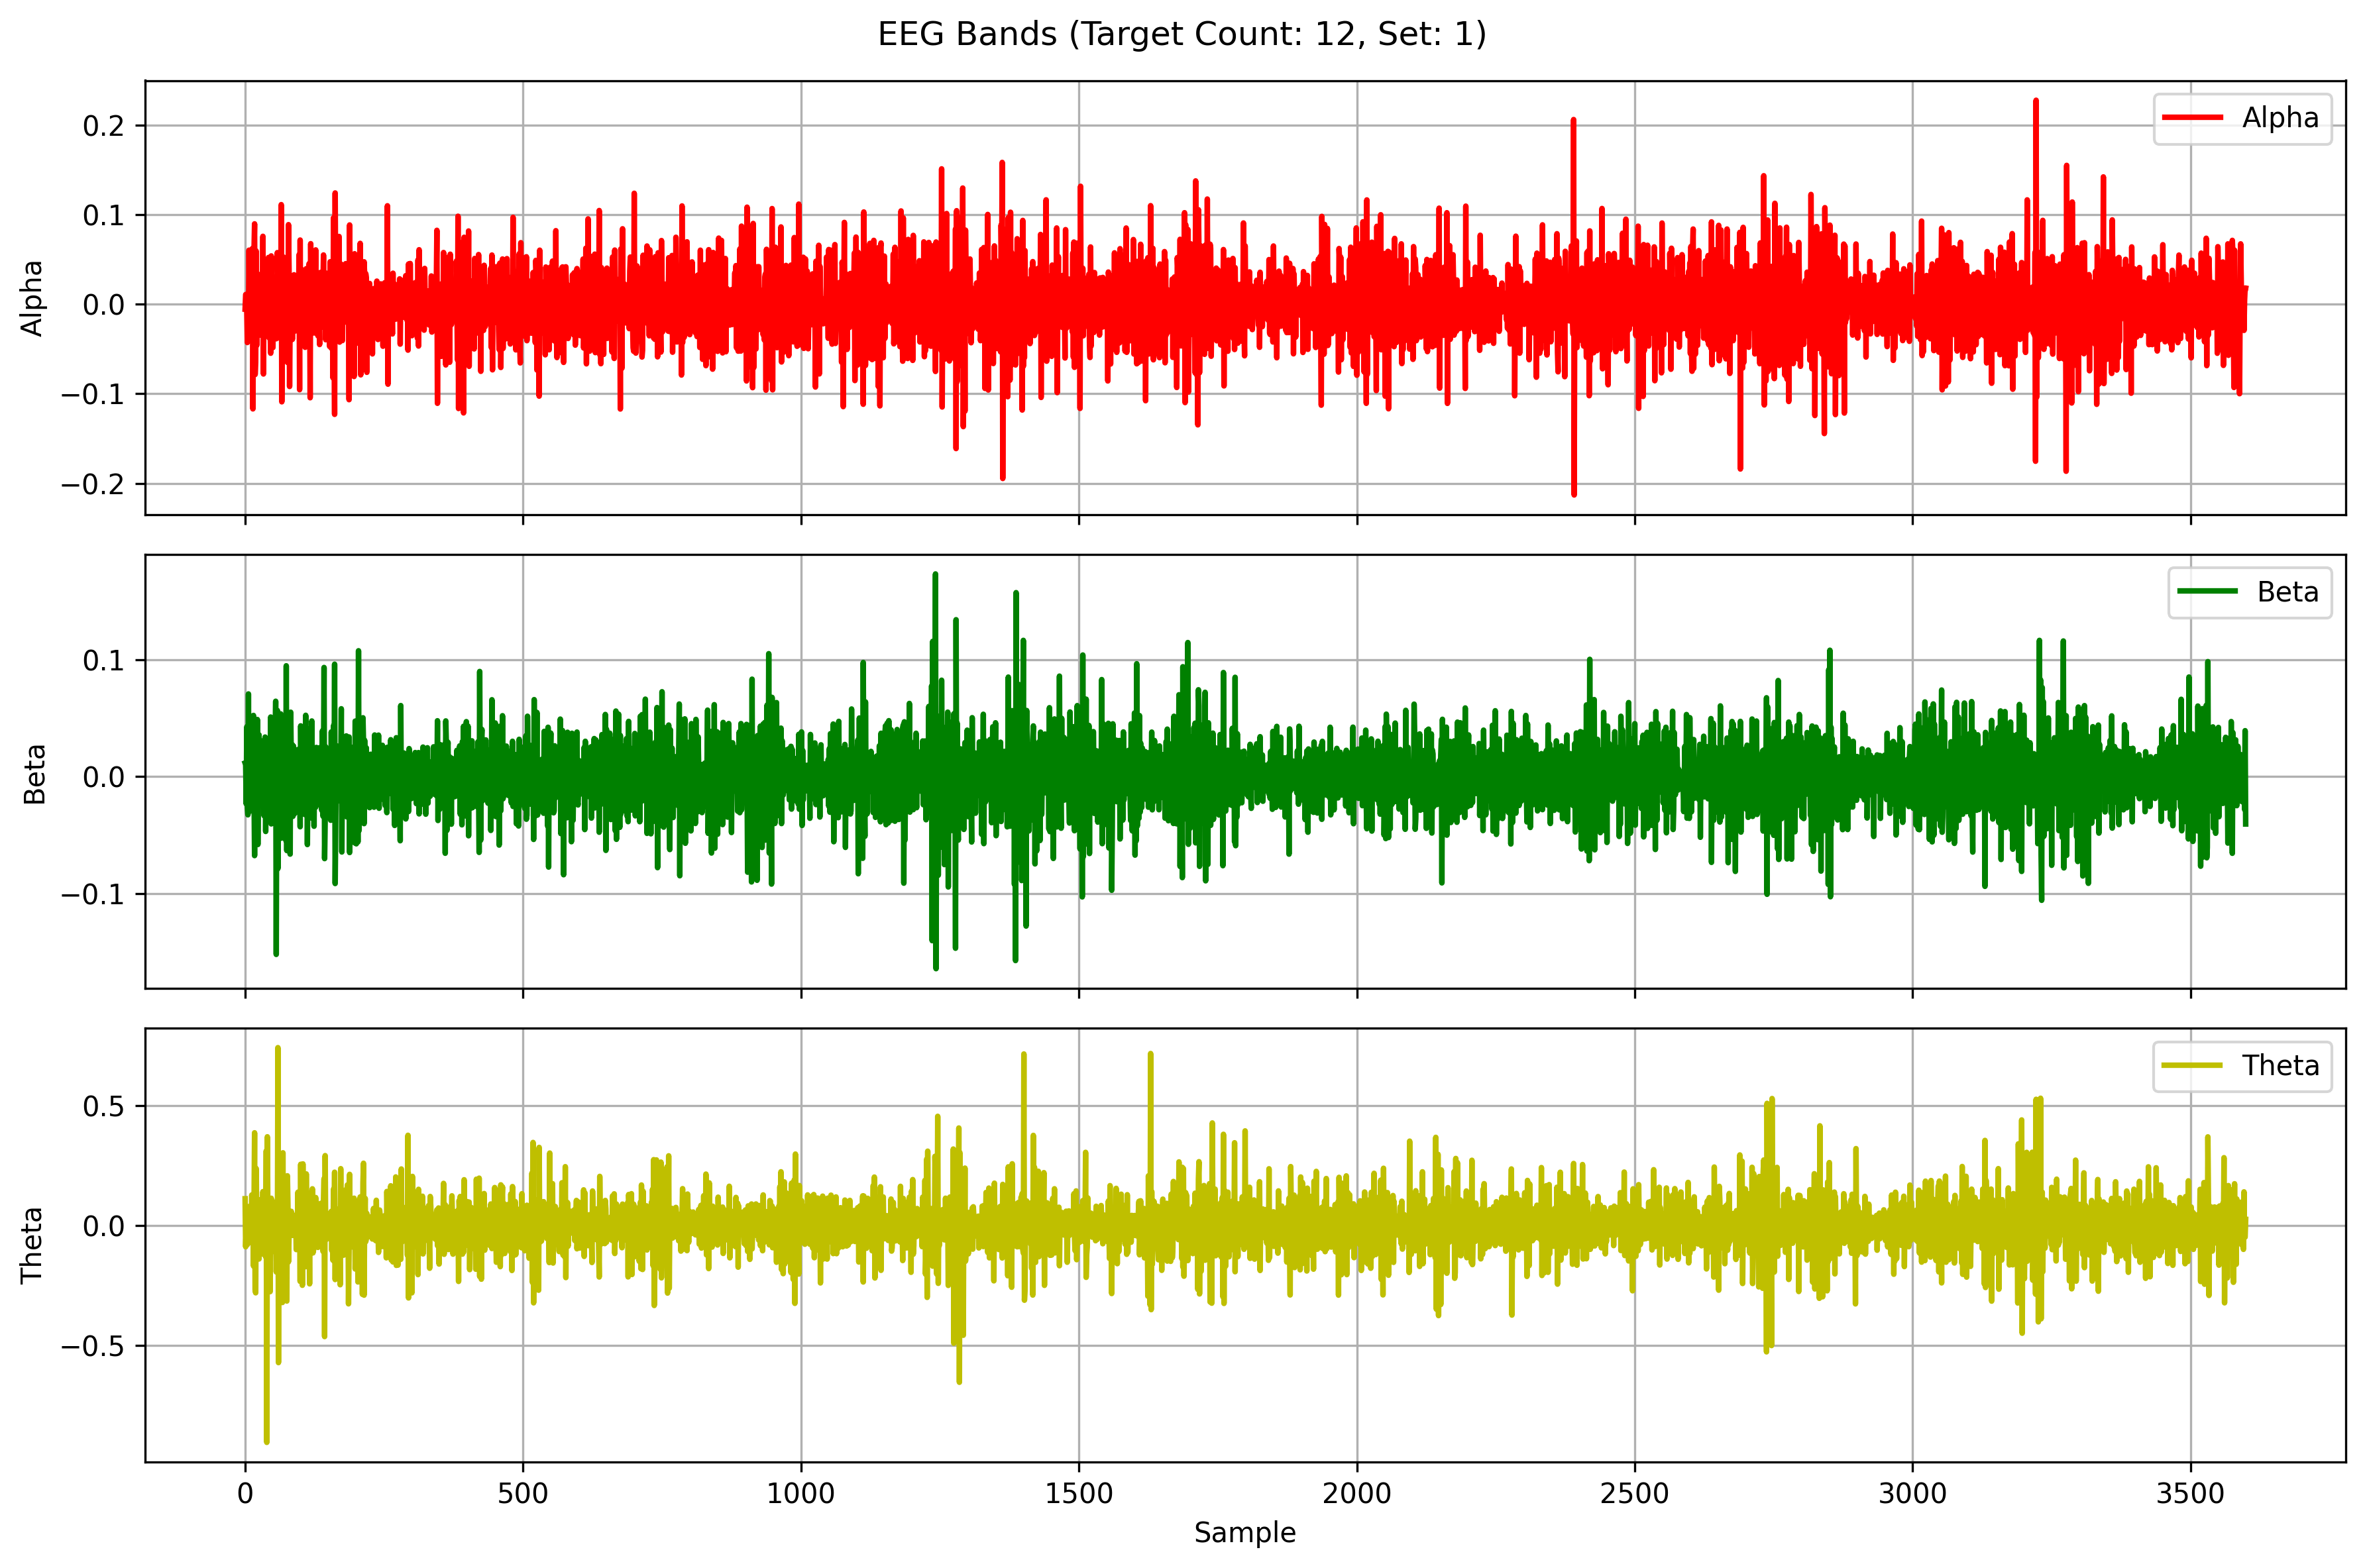 EEG Bands (Target Count: 12, Set: 1)
Alpha
0.2
0.1
0.0
−0.1
−0.2
Alpha
Beta
0.1
0.0
−0.1
Beta
Theta
0.5
0.0
−0.5
Theta
0 500 1000 1500 2000 2500 3000 3500
Sample